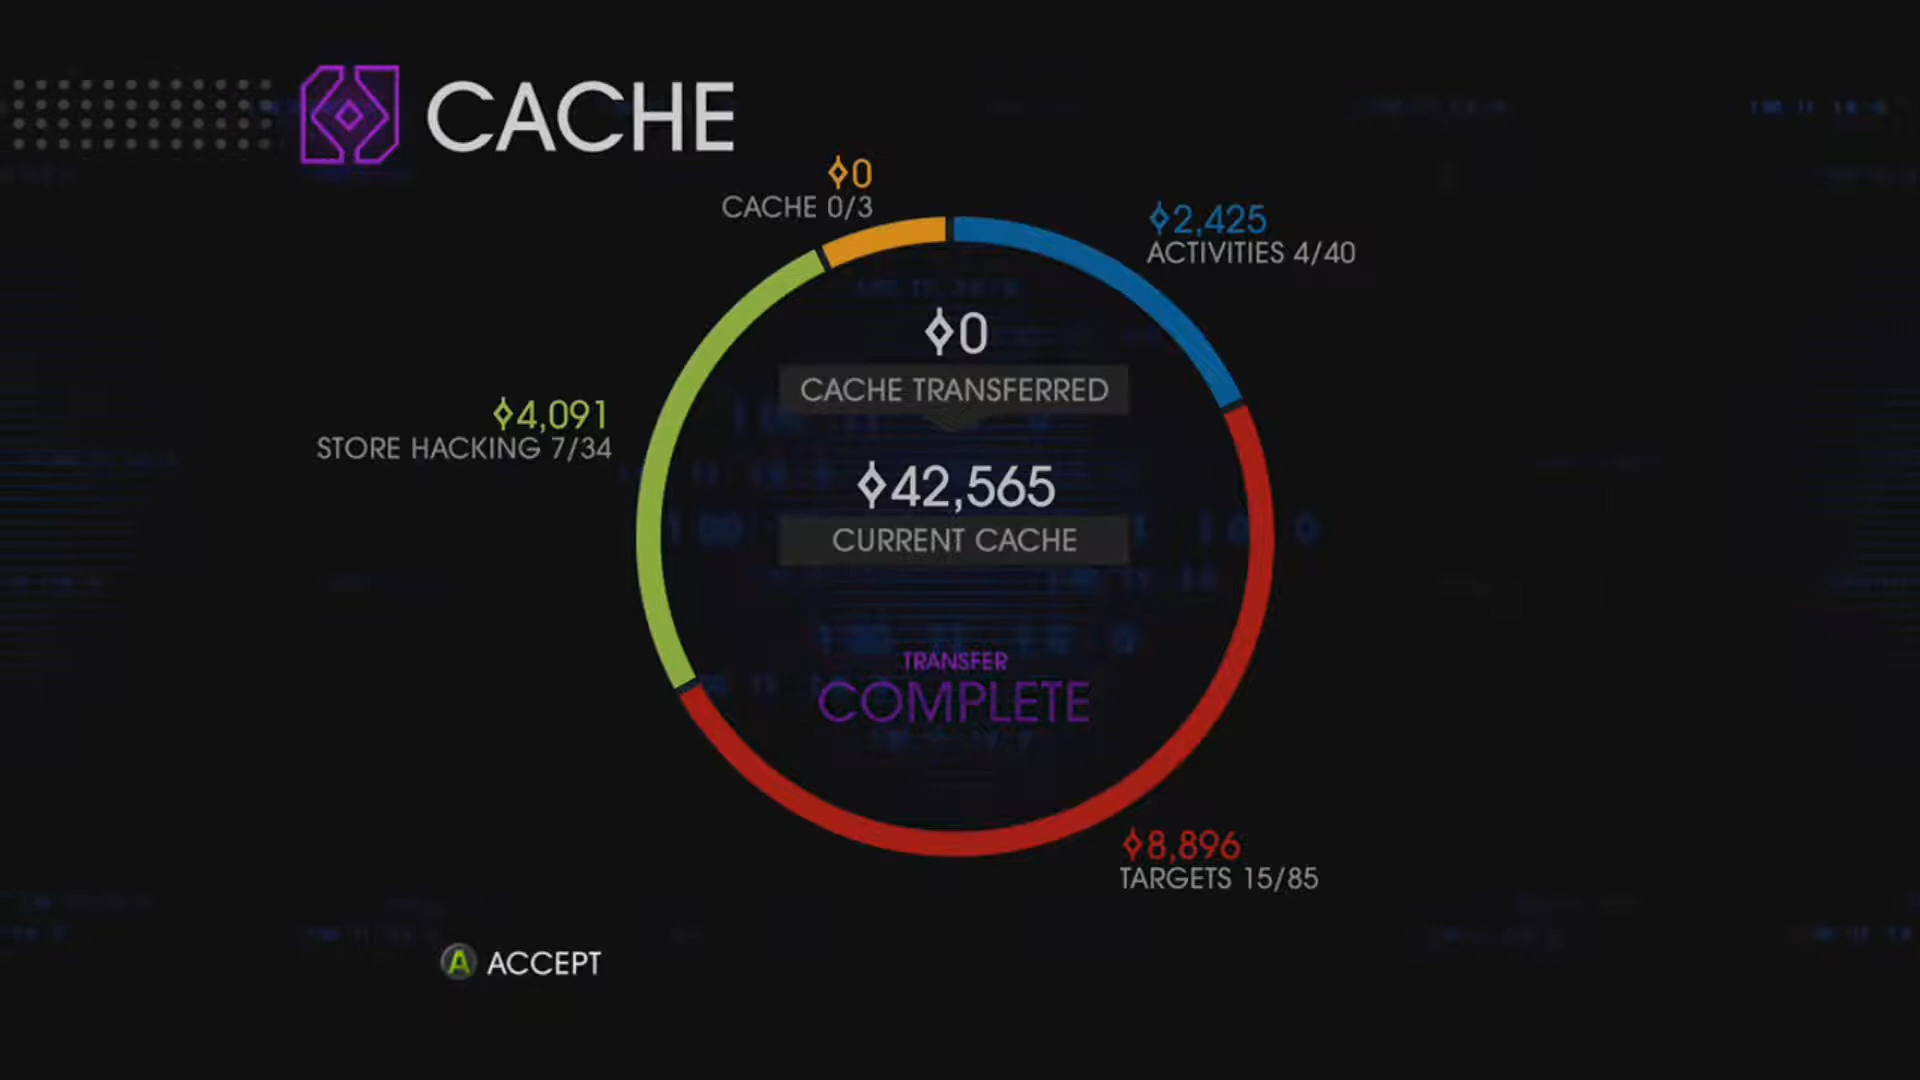 CACHE
0
CACHE 0/3
2,425
ACTIVITIES 4/40
0
CACHE TRANSFERRED
4,091
STORE HACKING 7/34
42,565
CURRENT CACHE
TRANSFER
COMPLETE
8,896
TARGETS 15/85
A ACCEPT